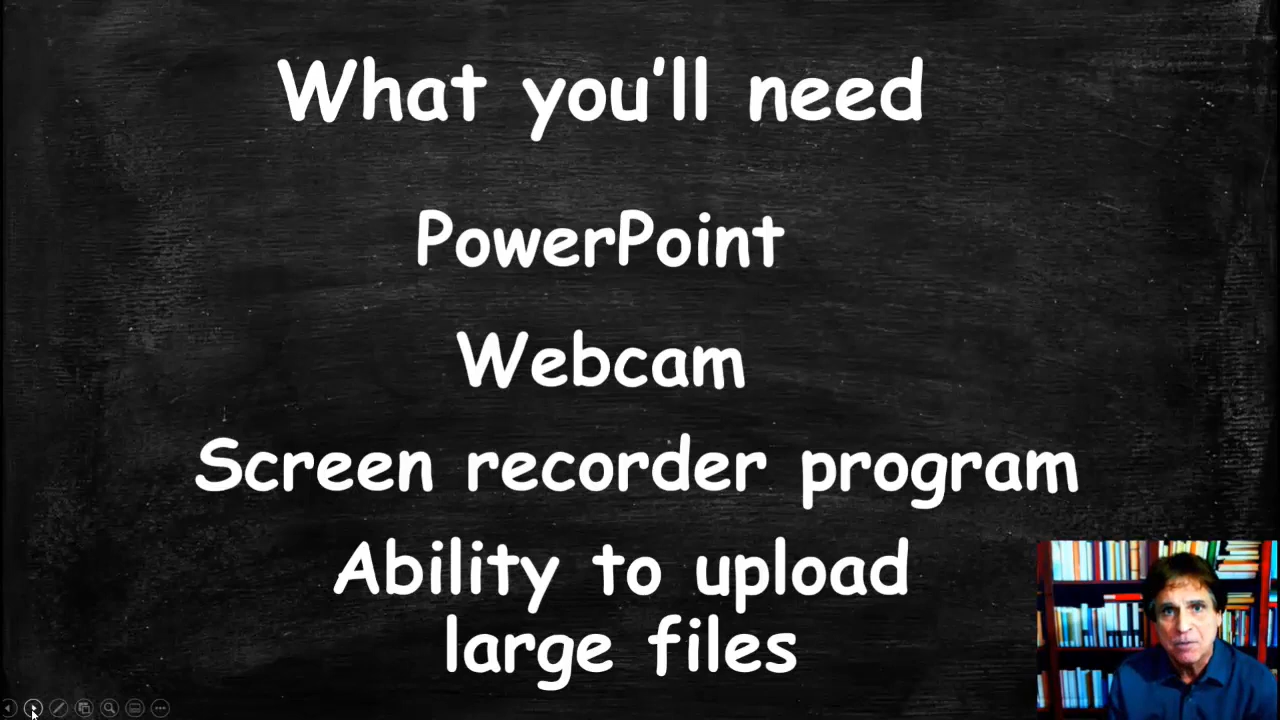 What you'll need
PowerPoint
Webcam
Screen recorder program
Ability to upload
large files